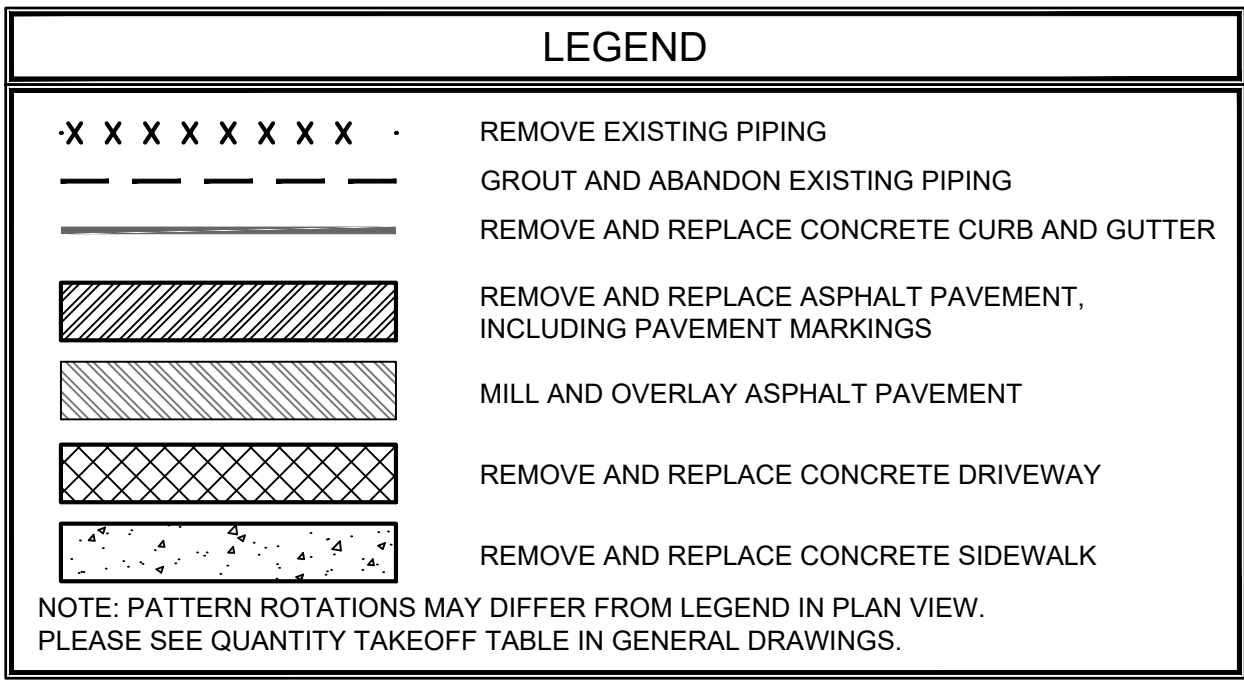 LEGEND
X X X X X X X X
REMOVE EXISTING PIPING
GROUT AND ABANDON EXISTING PIPING
REMOVE AND REPLACE CONCRETE CURB AND GUTTER
REMOVE AND REPLACE ASPHALT PAVEMENT,
INCLUDING PAVEMENT MARKINGS
MILL AND OVERLAY ASPHALT PAVEMENT
REMOVE AND REPLACE CONCRETE DRIVEWAY
REMOVE AND REPLACE CONCRETE SIDEWALK
NOTE: PATTERN ROTATIONS MAY DIFFER FROM LEGEND IN PLAN VIEW.
PLEASE SEE QUANTITY TAKEOFF TABLE IN GENERAL DRAWINGS.